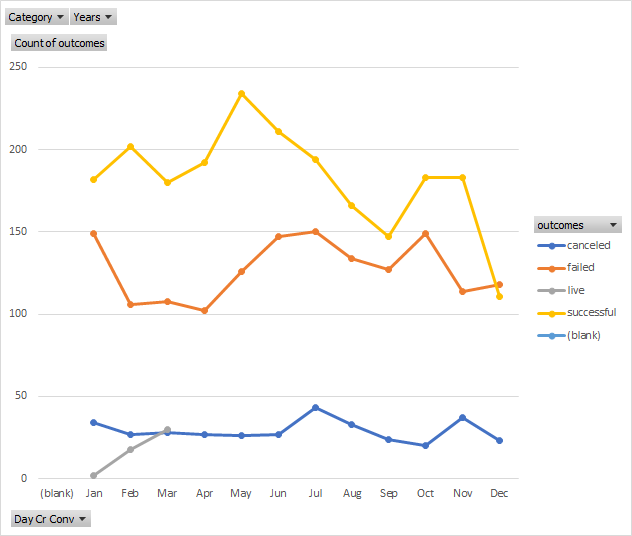 Category Years
Count of outcomes
250
200
150
100
50
0
(blank) Jan Feb Mar Apr May Jun Jul Aug Sep Oct Nov Dec
outcomes
canceled
failed
live
successful
(blank)
Day Cr Conv